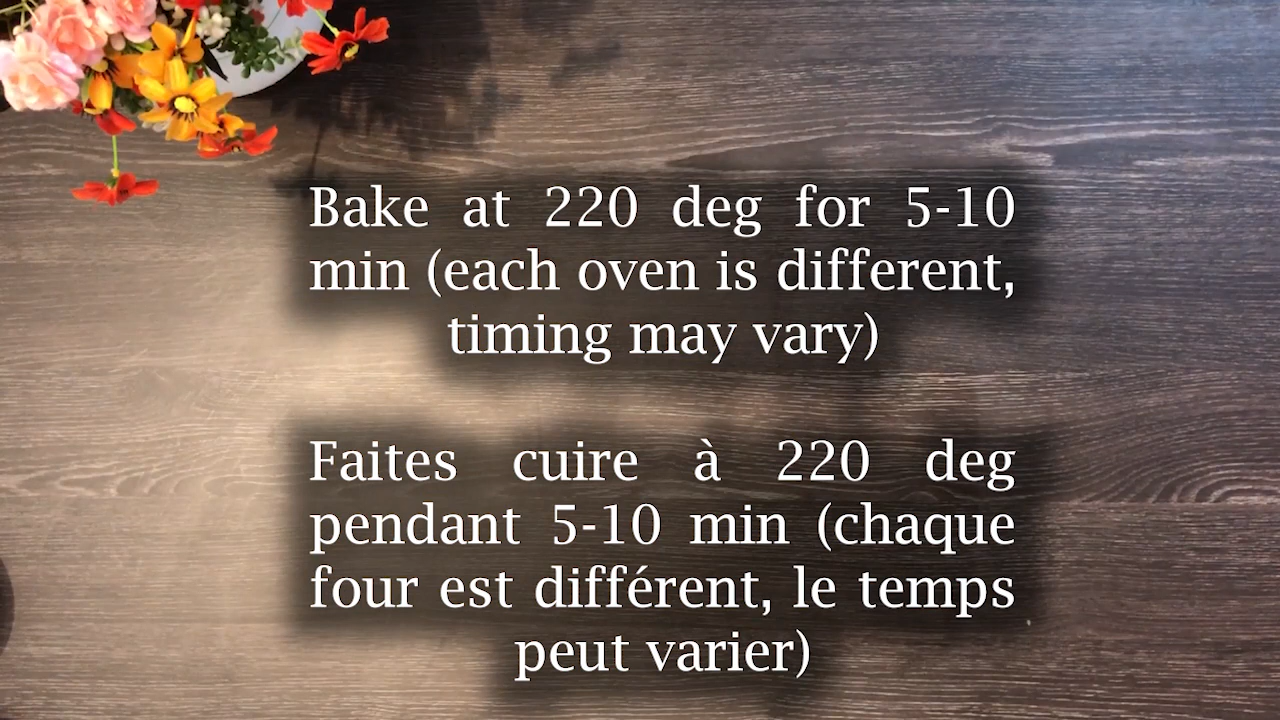 Bake at 220 deg for 5-10
min (each oven is different,
timing may vary)
Faites cuire à 220 deg
pendant 5-10 min (chaque
four est différent, le temps
peut varier)